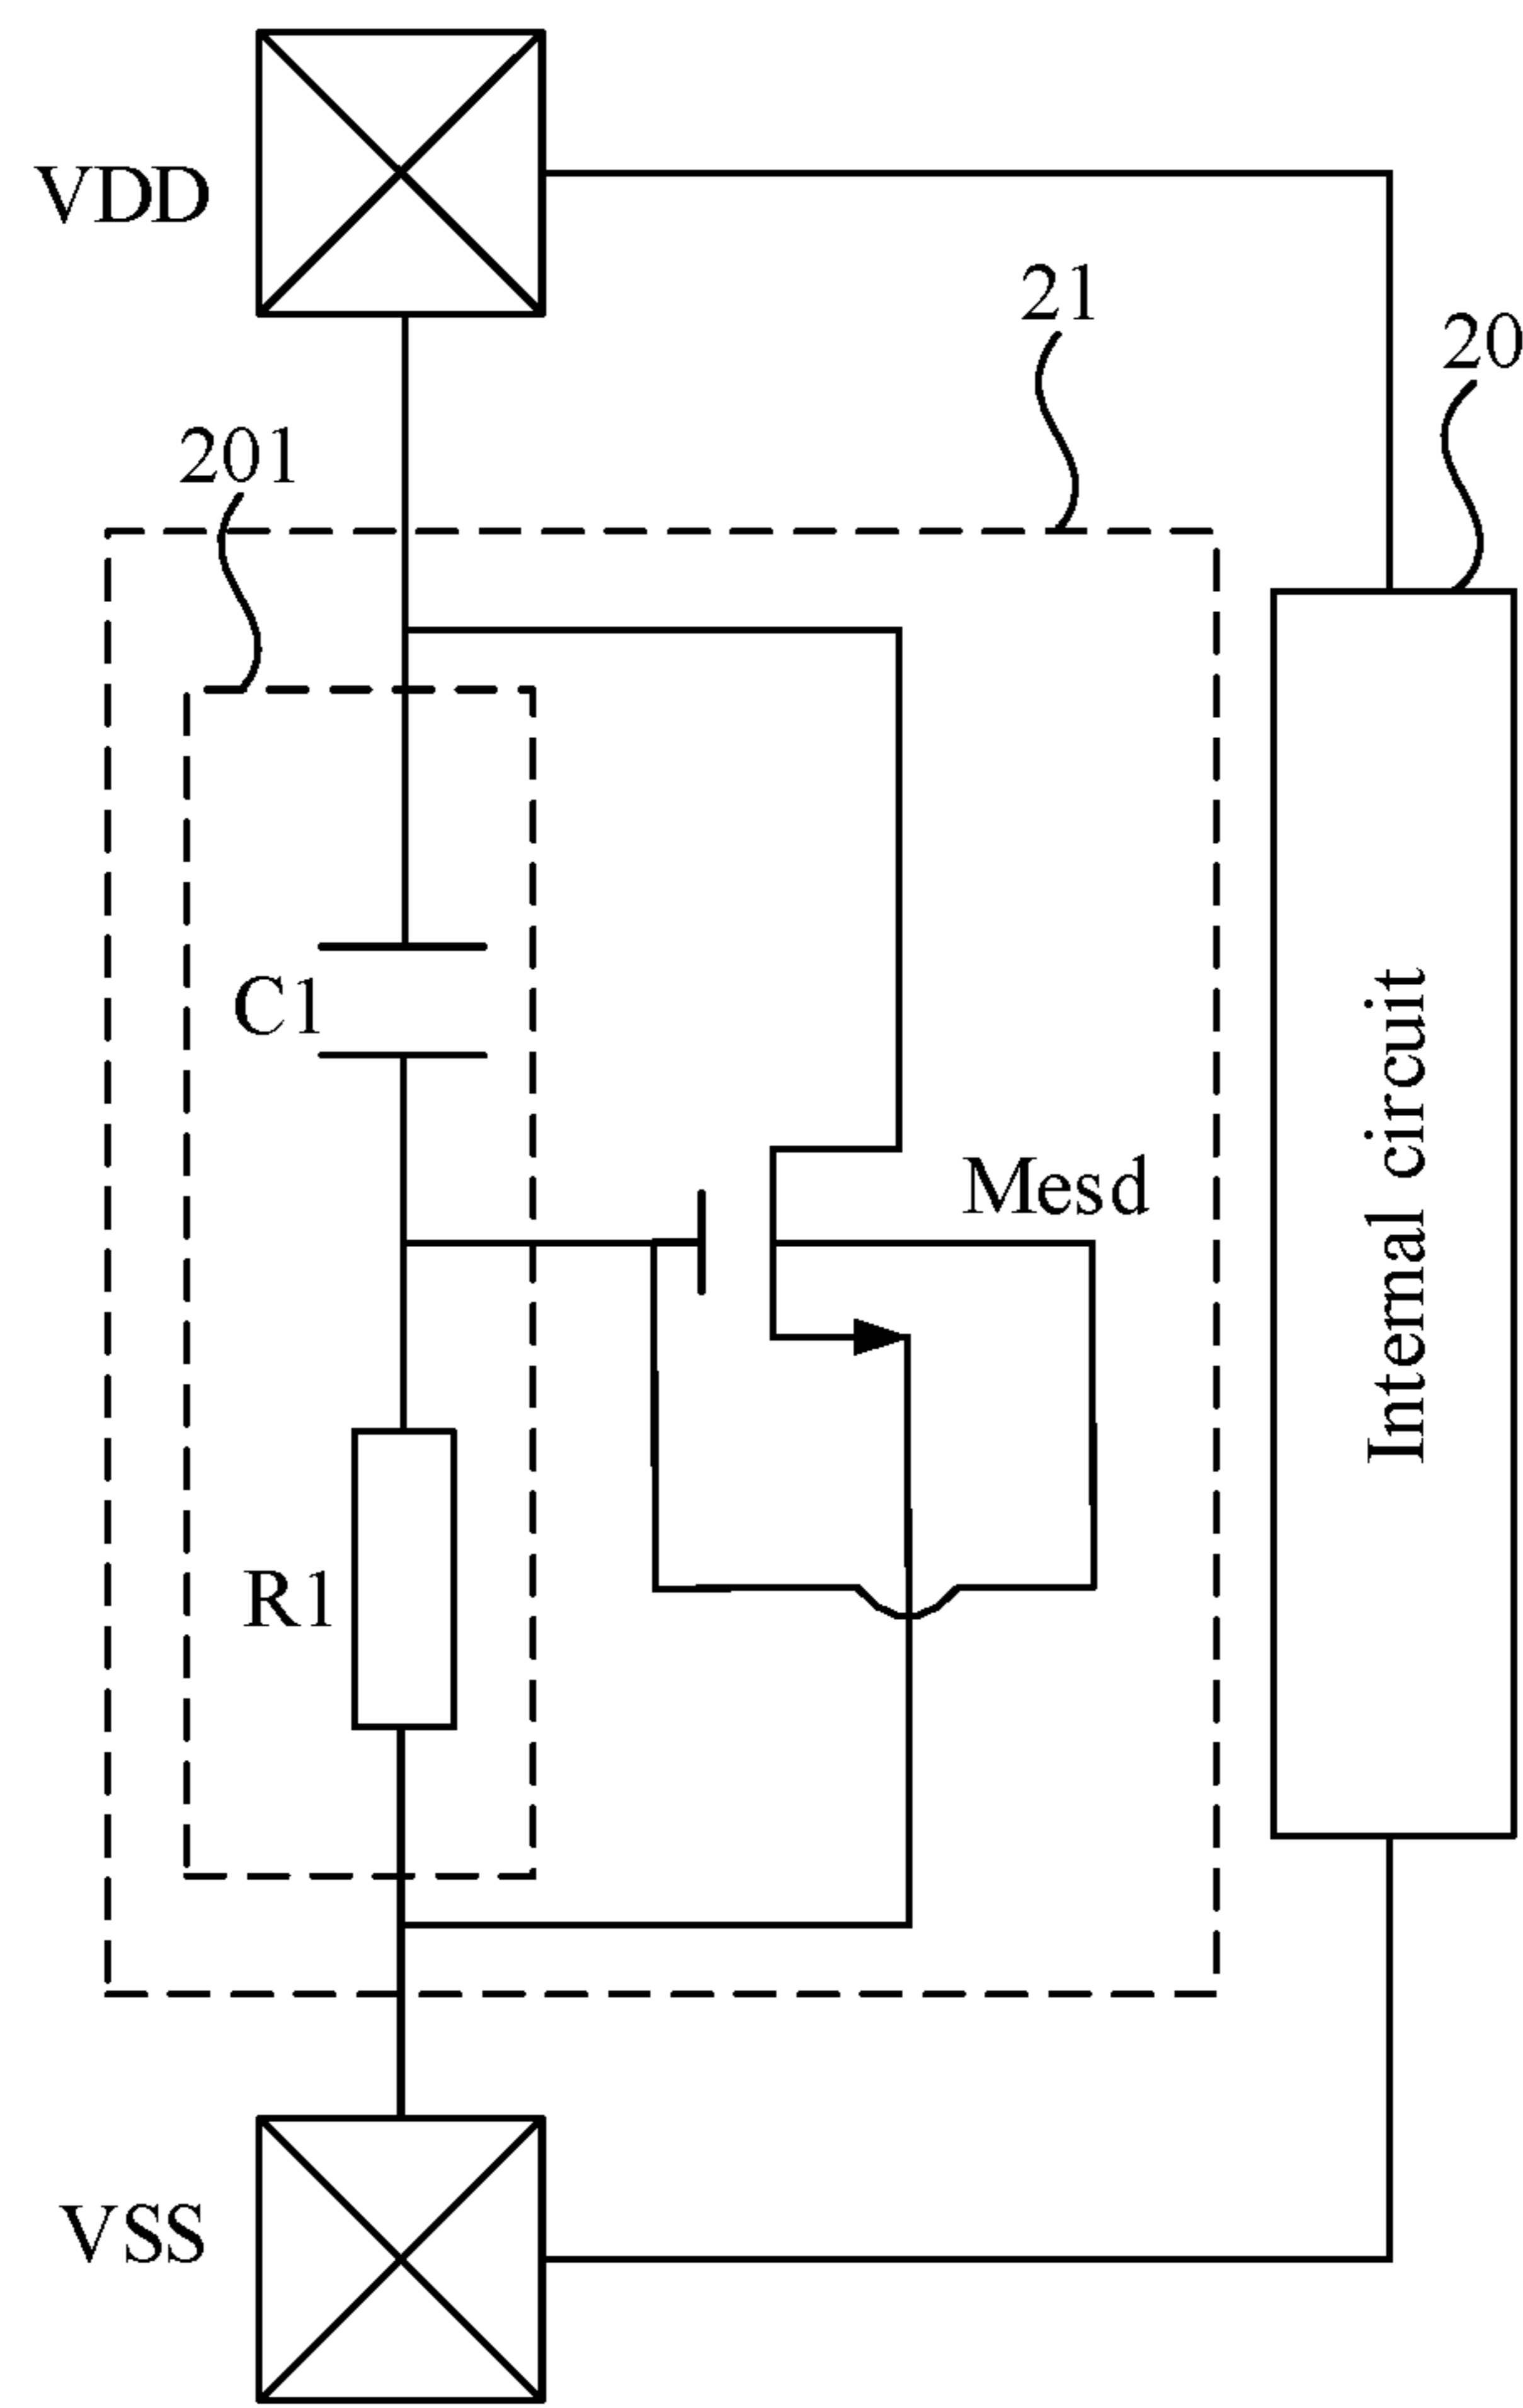 VDD
21
20
201
C1
Mesd
Internal circuit
R1
VSS